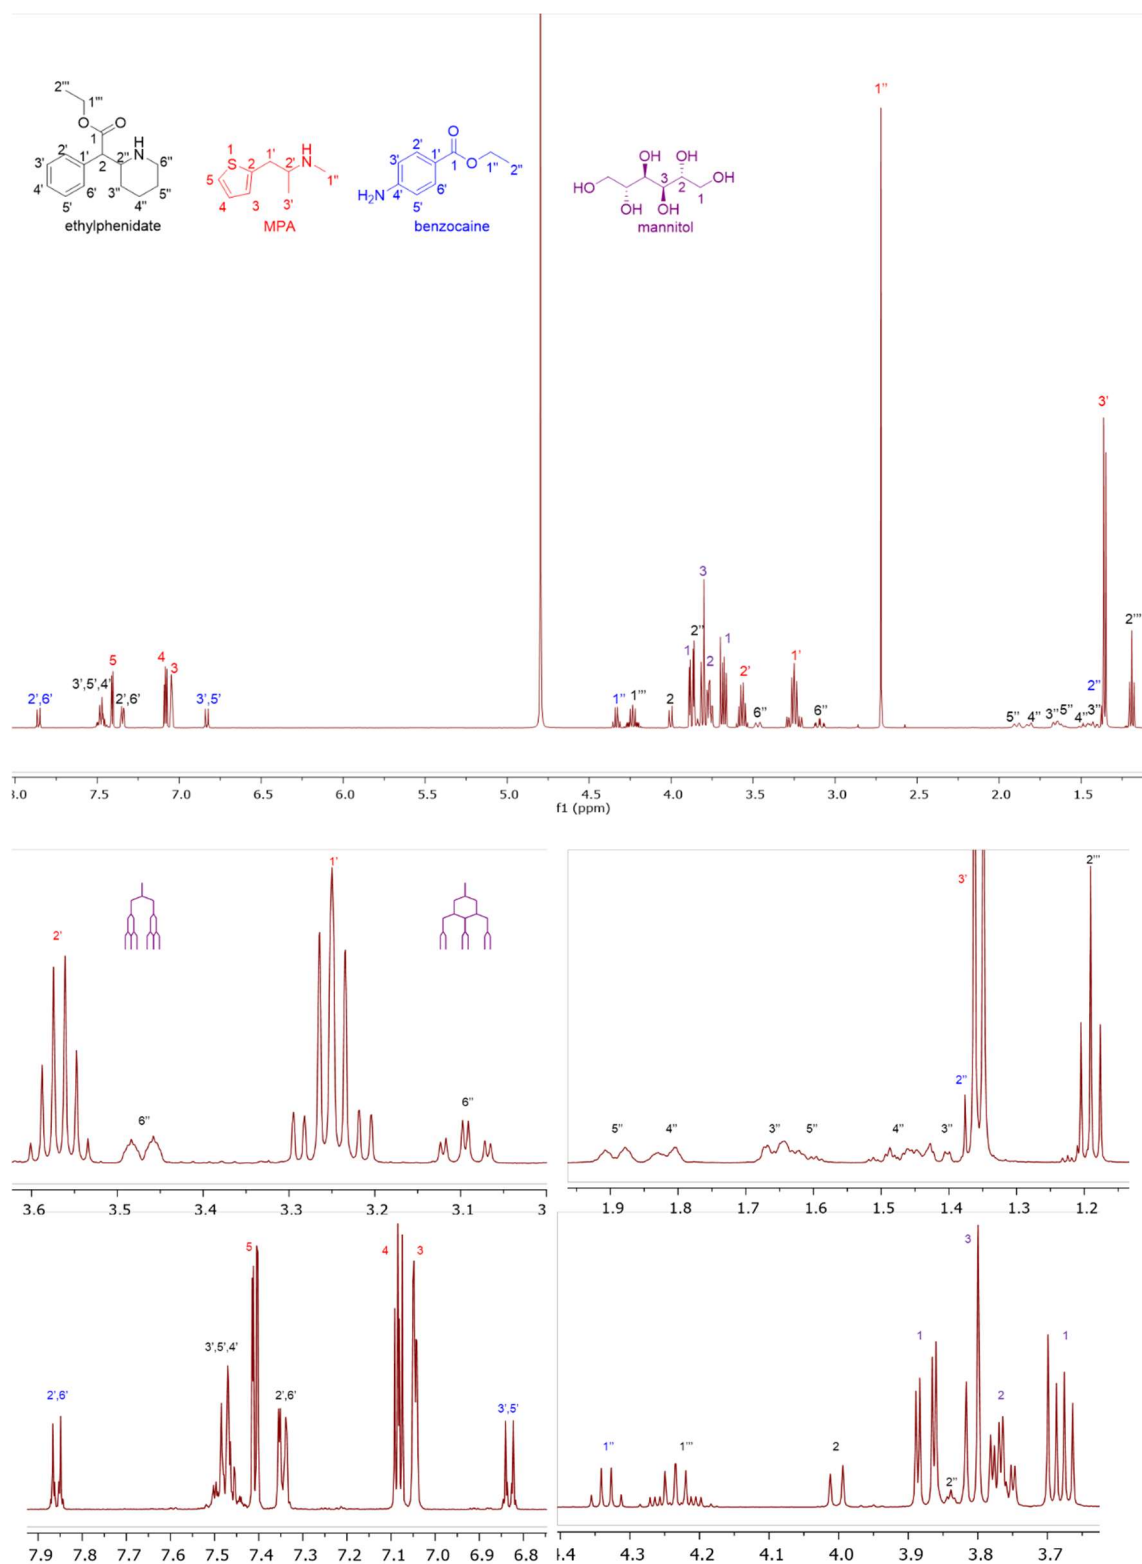 2''' 1''' O 1 O NH
2' 1' 2 2'' 6''
3' 4' 5' 6' 3'' 4'' 5''
ethylphenidate
S 1 1' 2' H N 1''
5 2 4 3 3'
MPA
2' O 3' 1' 1 O 1'' 2''
H₂N 4' 6' 5'
benzocaine
OH OH
HO 3 2 1 OH
OH OH
mannitol
1''
3'
3
2'' 1 1 2 2' 1' 2'''
5 4 3
2',6' 3',5',4' 2',6' 3',5' 1'' 1''' 2 6'' 6'' 5'' 4'' 3'' 5'' 4'' 3'' 2''
8.0 7.5 7.0 6.5 6.0 5.5 5.0 4.5 4.0 3.5 3.0 2.5 2.0 1.5
f1 (ppm)
2' 6'' 1' 6''
3.6 3.5 3.4 3.3 3.2 3.1 3
5'' 4'' 3'' 5'' 4'' 3'' 2'' 3' 2'''
1.9 1.8 1.7 1.6 1.5 1.4 1.3 1.2
2',6' 3',5',4' 5 2',6' 4 3 3',5'
7.9 7.8 7.7 7.6 7.5 7.4 7.3 7.2 7.1 7.0 6.9 6.8
1'' 1''' 2 1 2'' 3 2 1
4.4 4.3 4.2 4.1 4.0 3.9 3.8 3.7